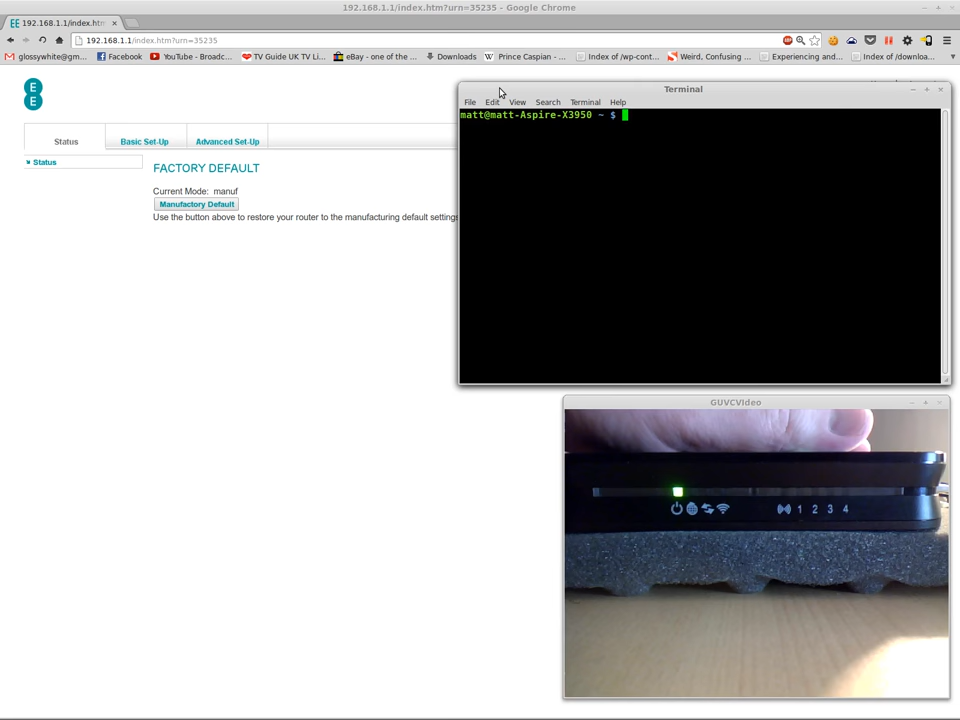 192.168.1.1/index.htm?urn=35235 - Google Chrome
EE 192.168.1.1/index.htm
192.168.1.1/index.htm?urn=35235
glossywhite@gm... Facebook YouTube - Broadc... TV Guide UK TV Li... eBay - one of the ... Downloads Prince Caspian - ... Index of /wp-cont... Weird, Confusing ... Experiencing and... Index of /downloa...
E
E
Status Basic Set-Up Advanced Set-Up
Status
FACTORY DEFAULT
Current Mode: manuf
Manufactory Default
Use the button above to restore your router to the manufacturing default settings
Terminal
File Edit View Search Terminal Help
matt@matt-Aspire-X3950 ~ $
GUVCVideo
1 2 3 4